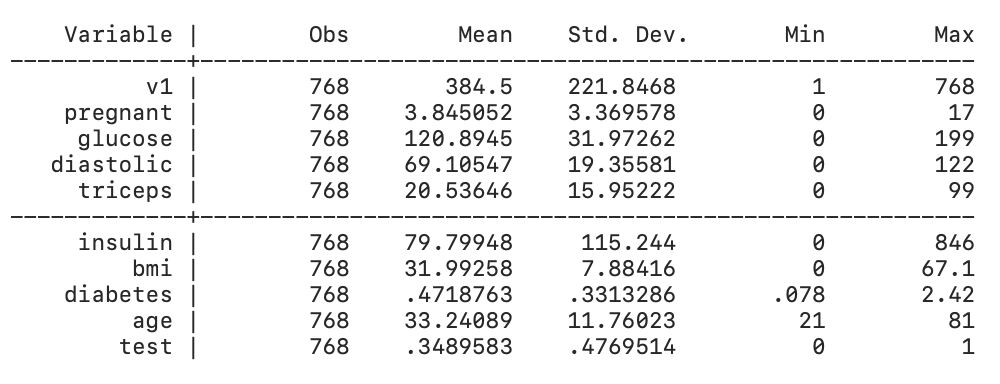 Variable | Obs Mean Std. Dev. Min Max
-------------+---------------------------------------------------------
v1 | 768 384.5 221.8468 1 768
pregnant | 768 3.845052 3.369578 0 17
glucose | 768 120.8945 31.97262 0 199
diastolic | 768 69.10547 19.35581 0 122
triceps | 768 20.53646 15.95222 0 99
-------------+---------------------------------------------------------
insulin | 768 79.79948 115.244 0 846
bmi | 768 31.99258 7.88416 0 67.1
diabetes | 768 .4718763 .3313286 .078 2.42
age | 768 33.24089 11.76023 21 81
test | 768 .3489583 .4769514 0 1